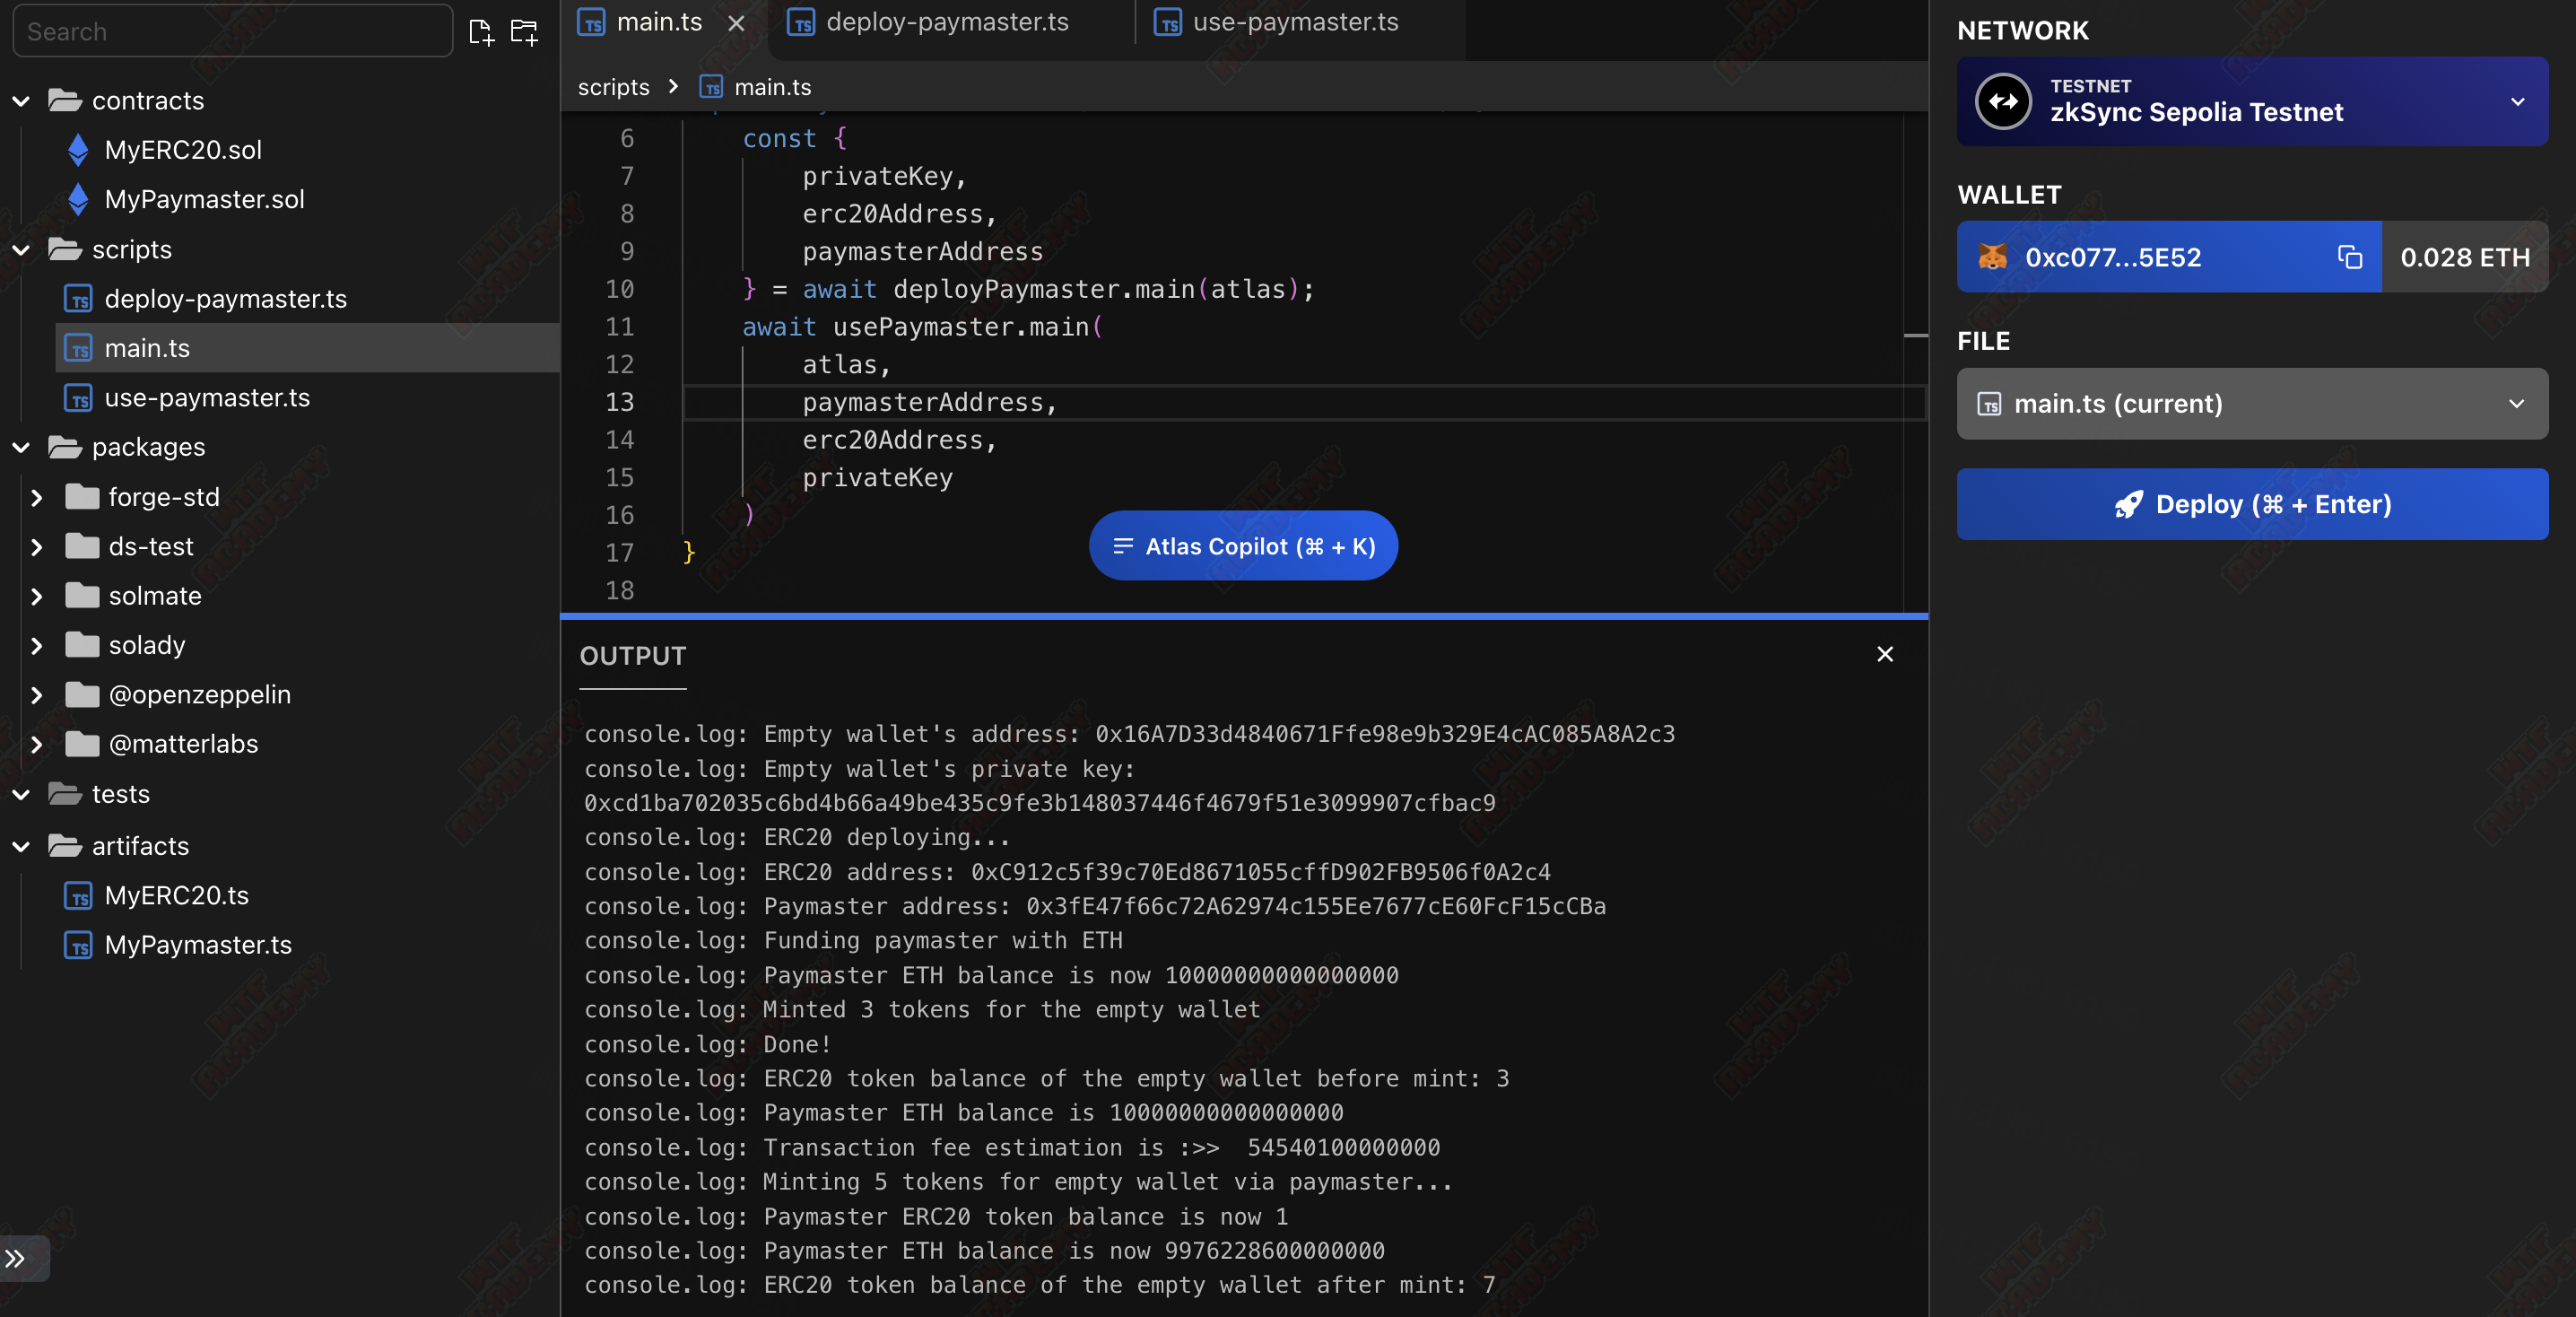 Search
contracts
MyERC20.sol
MyPaymaster.sol
scripts
deploy-paymaster.ts
main.ts
use-paymaster.ts
packages
forge-std
ds-test
solmate
solady
@openzeppelin
@matterlabs
tests
artifacts
MyERC20.ts
MyPaymaster.ts
main.ts
deploy-paymaster.ts
use-paymaster.ts
scripts > main.ts
6 const {
7 privateKey,
8 erc20Address,
9 paymasterAddress
10 } = await deployPaymaster.main(atlas);
11 await usePaymaster.main(
12 atlas,
13 paymasterAddress,
14 erc20Address,
15 privateKey
16 )
17 }
18
Atlas Copilot (⌘ + K)
OUTPUT
console.log: Empty wallet's address: 0x16A7D33d4840671Ffe98e9b329E4cAC085A8A2c3
console.log: Empty wallet's private key:
0xcd1ba702035c6bd4b66a49be435c9fe3b148037446f4679f51e3099907cfbac9
console.log: ERC20 deploying...
console.log: ERC20 address: 0xC912c5f39c70Ed8671055cffD902FB9506f0A2c4
console.log: Paymaster address: 0x3fE47f66c72A62974c155Ee7677cE60FcF15cCBa
console.log: Funding paymaster with ETH
console.log: Paymaster ETH balance is now 10000000000000000
console.log: Minted 3 tokens for the empty wallet
console.log: Done!
console.log: ERC20 token balance of the empty wallet before mint: 3
console.log: Paymaster ETH balance is 10000000000000000
console.log: Transaction fee estimation is :>>  54540100000000
console.log: Minting 5 tokens for empty wallet via paymaster...
console.log: Paymaster ERC20 token balance is now 1
console.log: Paymaster ETH balance is now 9976228600000000
console.log: ERC20 token balance of the empty wallet after mint: 7
NETWORK
TESTNET
zkSync Sepolia Testnet
WALLET
0xc077...5E52
0.028 ETH
FILE
main.ts (current)
Deploy (⌘ + Enter)
WTF ACADEMY